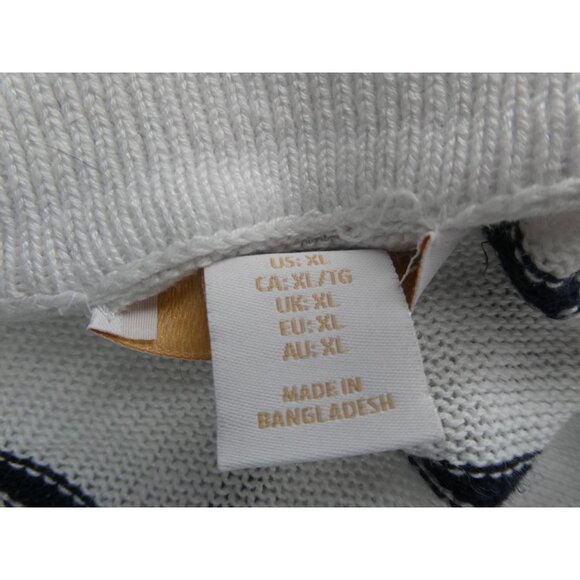 US: XL
CA: XL/TG
UK: XL
EU: XL
AU: XL
MADE IN
BANGLADESH